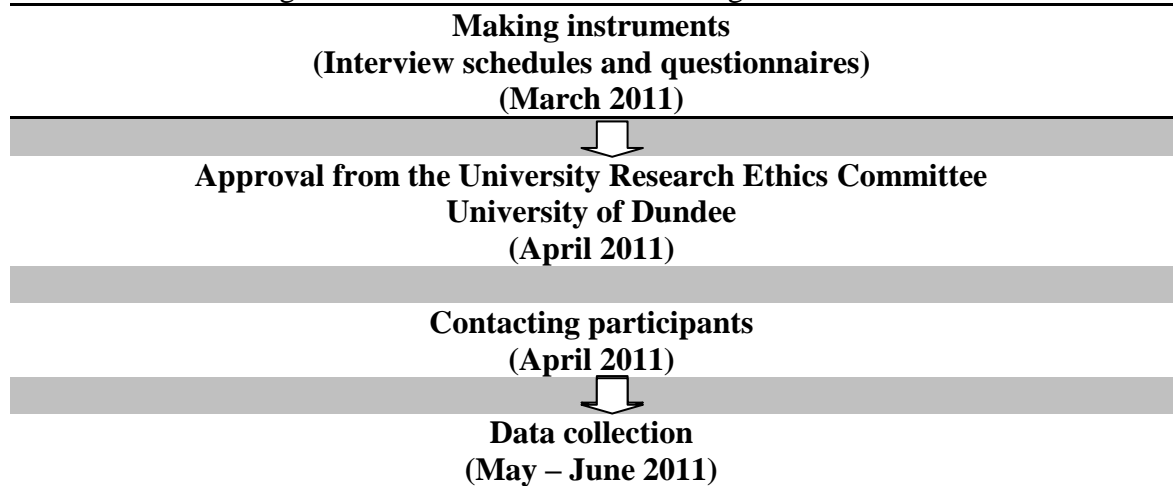 Making instruments
(Interview schedules and questionnaires)
(March 2011)
Approval from the University Research Ethics Committee
University of Dundee
(April 2011)
Contacting participants
(April 2011)
Data collection
(May – June 2011)